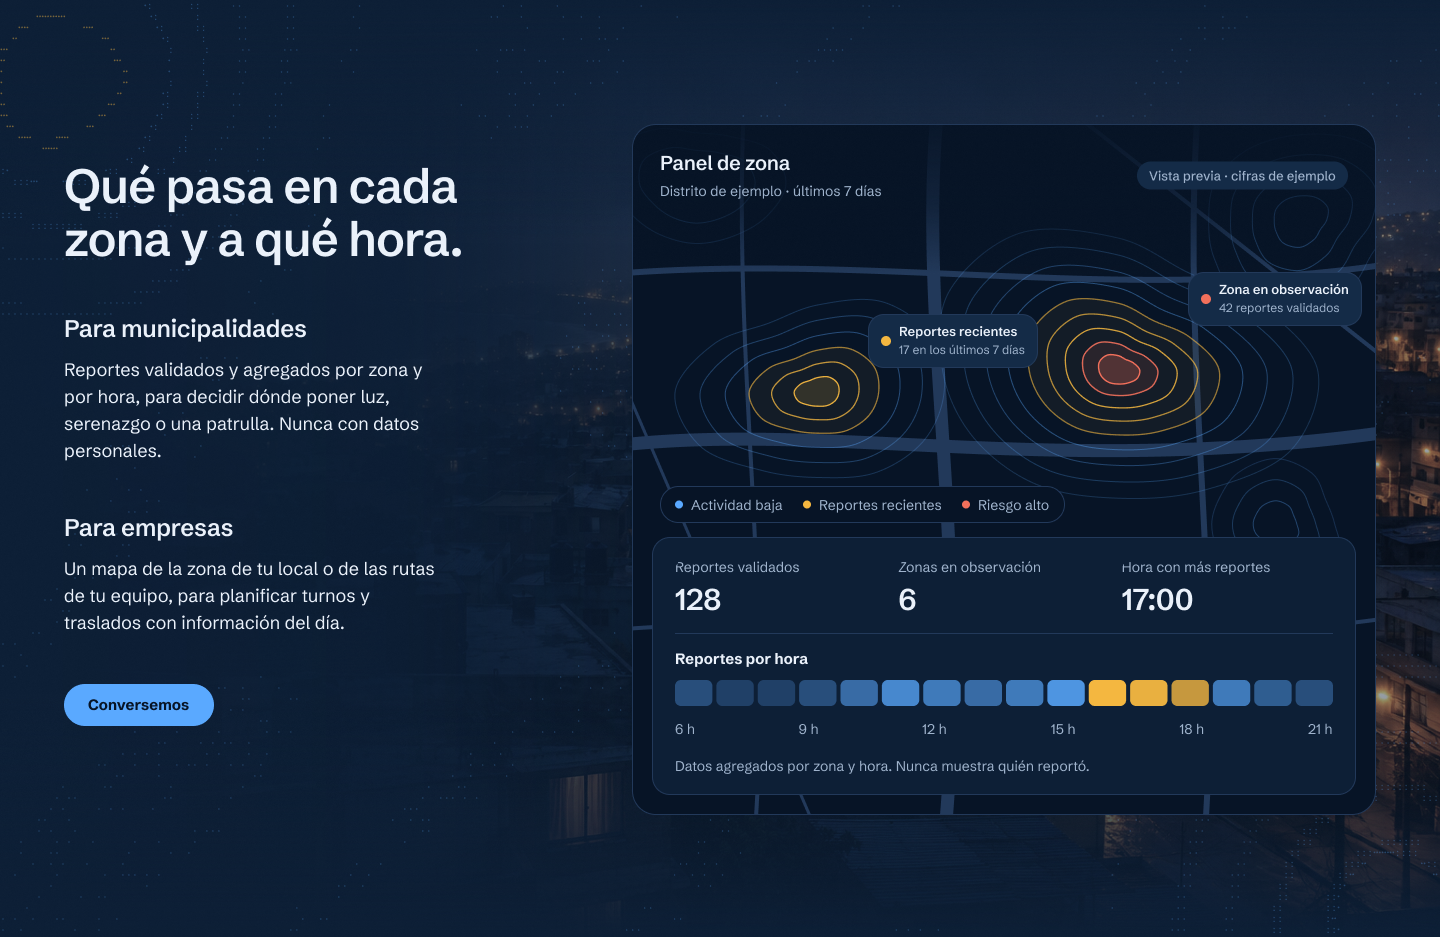 Qué pasa en cada
zona y a qué hora.
Para municipalidades
Reportes validados y agregados por zona y
por hora, para decidir dónde poner luz,
serenazgo o una patrulla. Nunca con datos
personales.
Para empresas
Un mapa de la zona de tu local o de las rutas
de tu equipo, para planificar turnos y
traslados con información del día.
Conversemos
Panel de zona
Distrito de ejemplo · últimos 7 días
Vista previa · cifras de ejemplo
Zona en observación
42 reportes validados
Reportes recientes
17 en los últimos 7 días
Actividad baja
Reportes recientes
Riesgo alto
Reportes validados
128
Zonas en observación
6
Hora con más reportes
17:00
Reportes por hora
6 h 9 h 12 h 15 h 18 h 21 h
Datos agregados por zona y hora. Nunca muestra quién reportó.